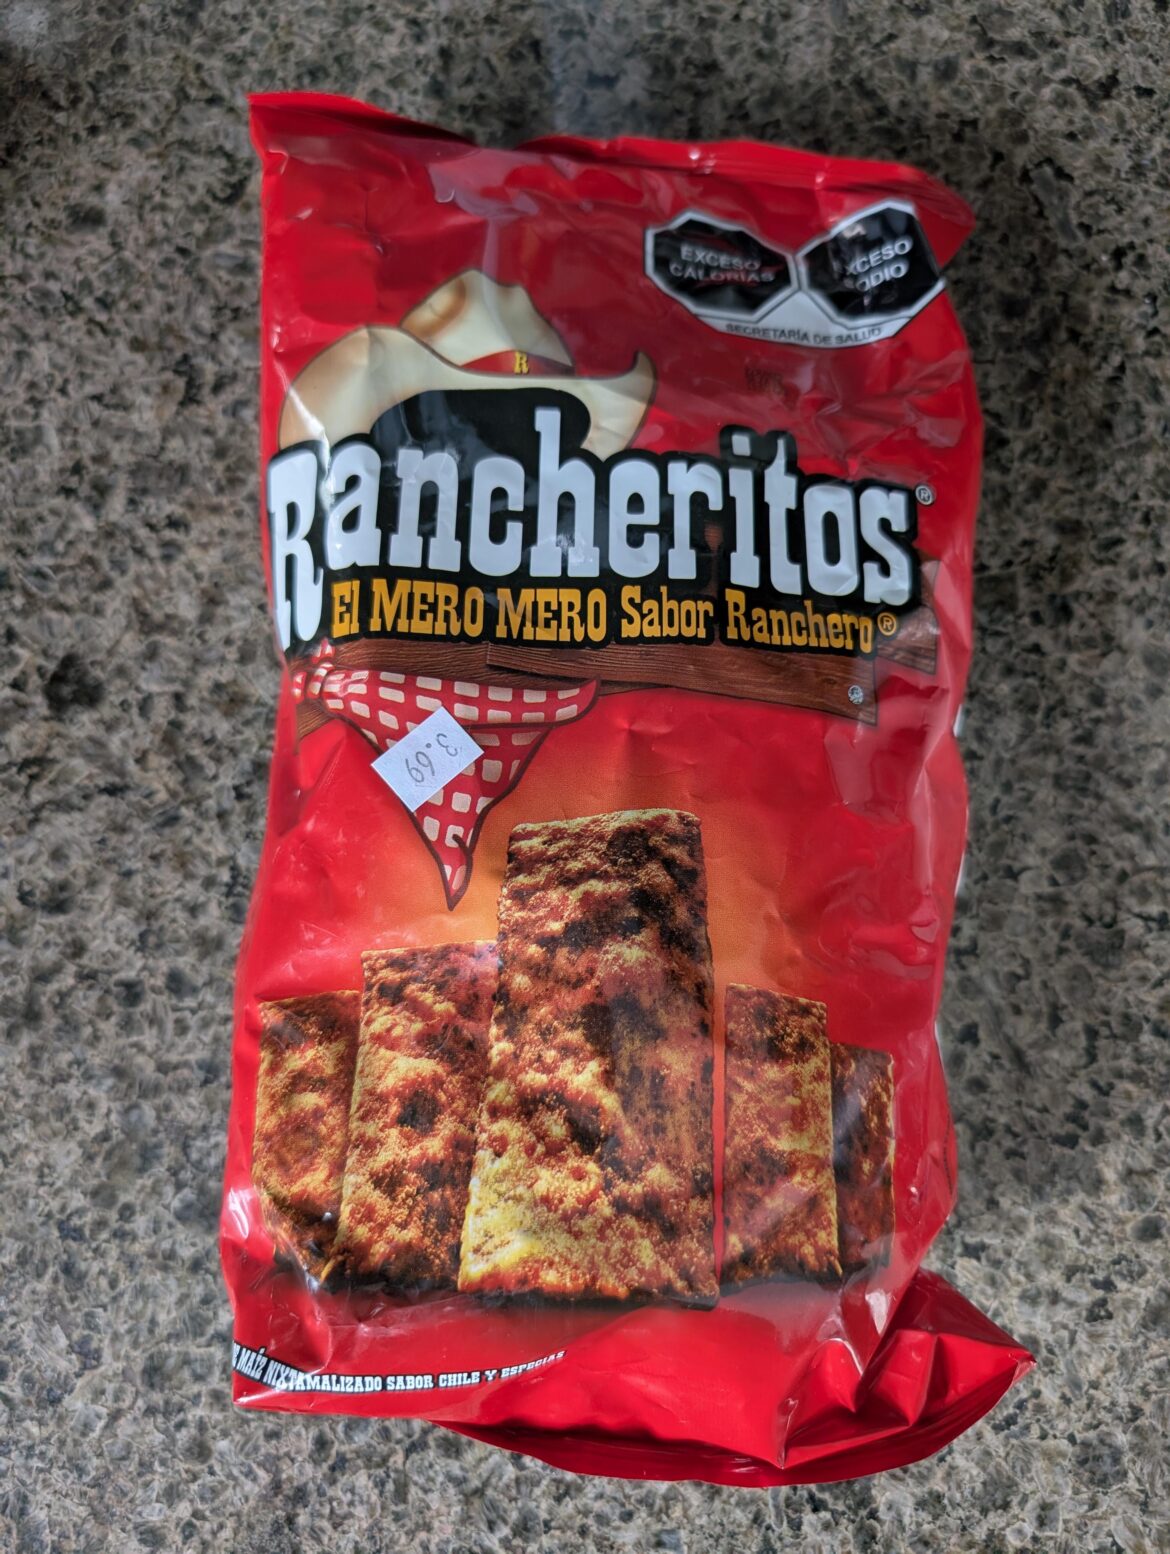 EXCESO
CALORÍAS
EXCESO
SODIO
SECRETARÍA DE SALUD
R
Rancheritos®
El MERO MERO Sabor Ranchero®
3.69
MAÍZ NIXTAMALIZADO SABOR CHILE Y ESPECIAS